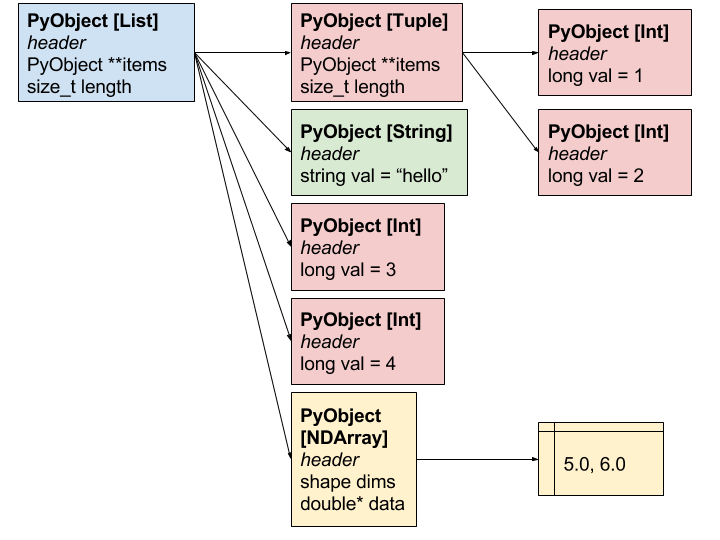 PyObject [List]
header
PyObject **items
size_t length
PyObject [Tuple]
header
PyObject **items
size_t length
PyObject [Int]
header
long val = 1
PyObject [Int]
header
long val = 2
PyObject [String]
header
string val = “hello”
PyObject [Int]
header
long val = 3
PyObject [Int]
header
long val = 4
PyObject
[NDArray]
header
shape dims
double* data
5.0, 6.0